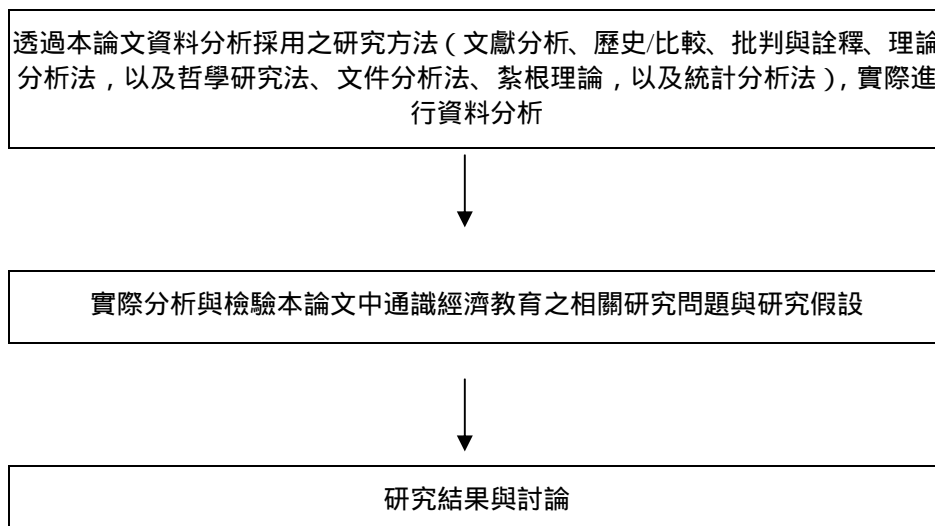 透過本論文資料分析採用之研究方法（文獻分析、歷史/比較、批判與詮釋、理論
分析法，以及哲學研究法、文件分析法、紮根理論，以及統計分析法），實際進
行資料分析
實際分析與檢驗本論文中通識經濟教育之相關研究問題與研究假設
研究結果與討論